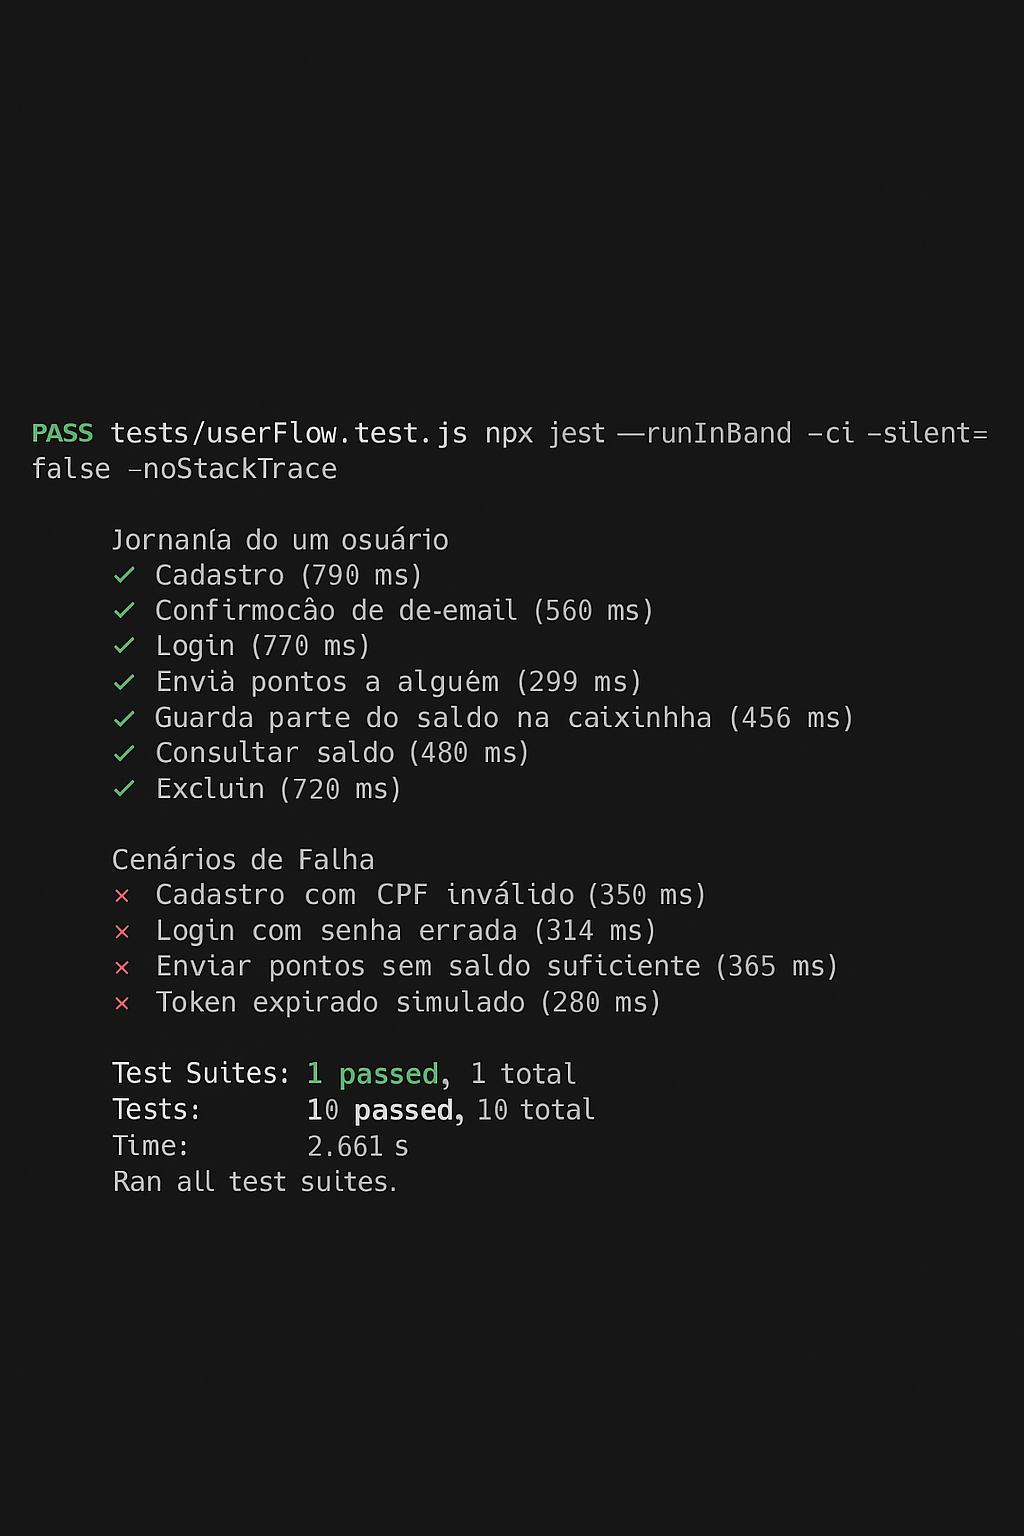 PASS tests/userFlow.test.js npx jest —runInBand -ci -silent=
false -noStackTrace
Jornanía do um osuário
✓ Cadastro (790 ms)
✓ Confirmocâo de de-email (560 ms)
✓ Login (770 ms)
✓ Envià pontos a alguém (299 ms)
✓ Guarda parte do saldo na caixinhha (456 ms)
✓ Consultar saldo (480 ms)
✓ Excluin (720 ms)
Cenários de Falha
× Cadastro com CPF inválido (350 ms)
× Login com senha errada (314 ms)
× Enviar pontos sem saldo suficiente (365 ms)
× Token expirado simulado (280 ms)
Test Suites: 1 passed, 1 total
Tests: 10 passed, 10 total
Time: 2.661 s
Ran all test suites.